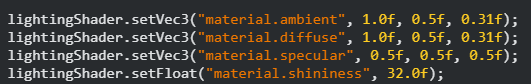 lightingShader.setVec3("material.ambient", 1.0f, 0.5f, 0.31f);
lightingShader.setVec3("material.diffuse", 1.0f, 0.5f, 0.31f);
lightingShader.setVec3("material.specular", 0.5f, 0.5f, 0.5f);
lightingShader.setFloat("material.shininess", 32.0f);